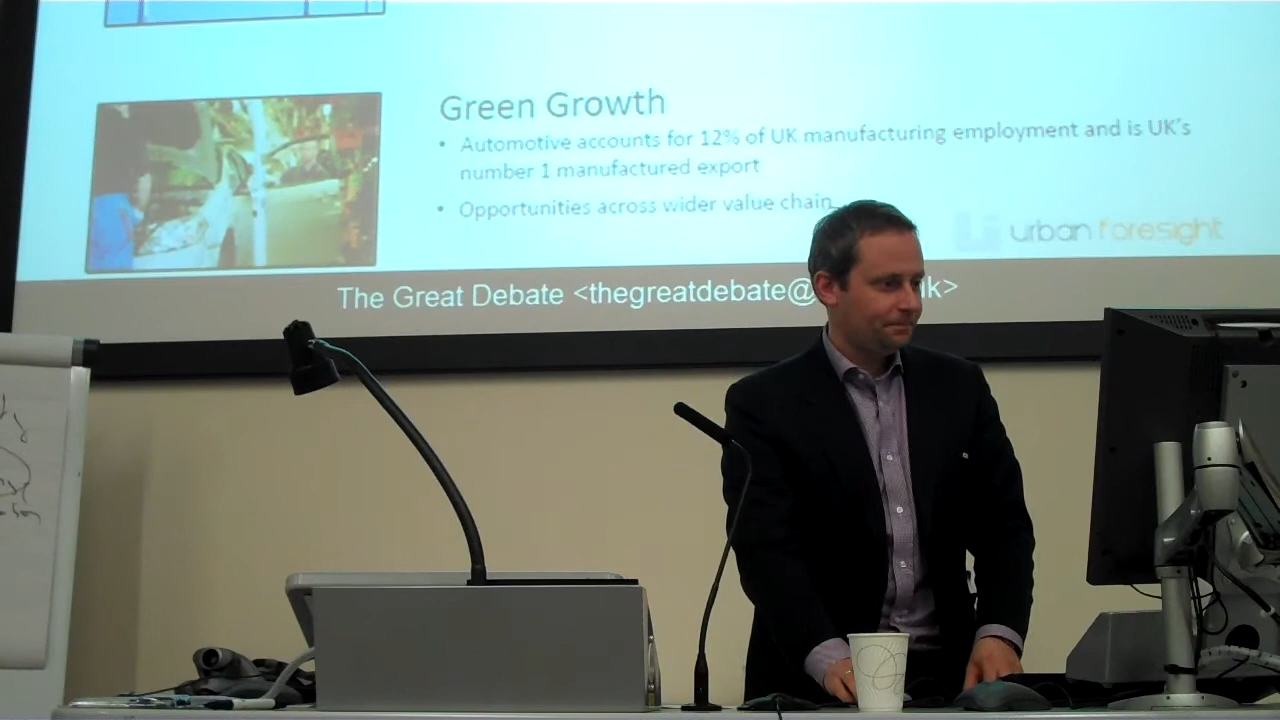 Green Growth
• Automotive accounts for 12% of UK manufacturing employment and is UK's
number 1 manufactured export
• Opportunities across wider value chain
urban foresight
The Great Debate <thegreatdebate@
k>